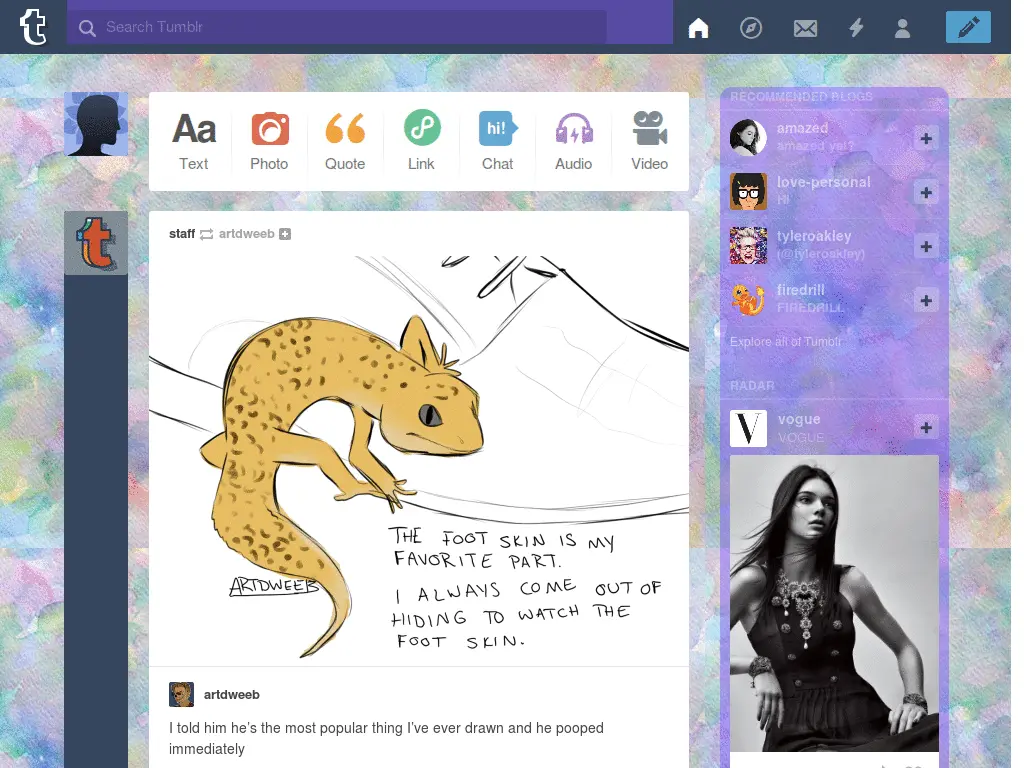 Search Tumblr
Aa
Text
Photo
Quote
Link
hi!
Chat
Audio
Video
staff artdweeb
THE FOOT SKIN IS MY
FAVORITE PART.
I ALWAYS COME OUT OF
HIDING TO WATCH THE
FOOT SKIN.
ARTDWEEB
artdweeb
I told him he's the most popular thing I've ever drawn and he pooped
immediately
RECOMMENDED BLOGS
amazed
amazed yet?
love-personal
Hi
tyleroakley
(@tyleroakley)
firedrill
FIREDRILL
Explore all of Tumblr
RADAR
V
vogue
VOGUE